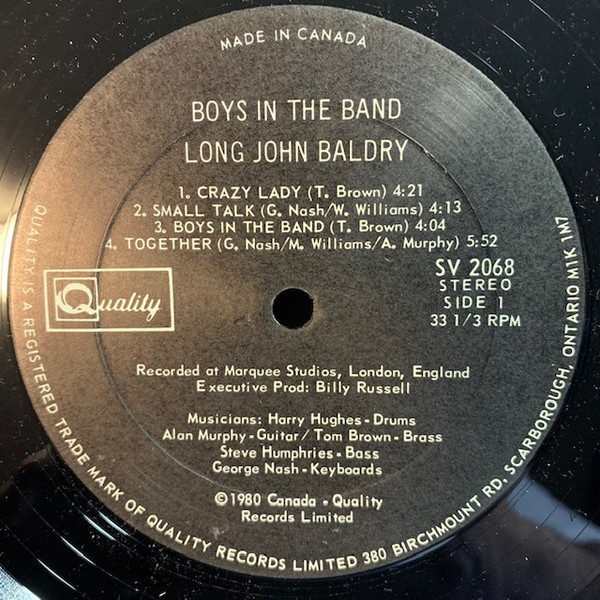 MADE IN CANADA
BOYS IN THE BAND
LONG JOHN BALDRY
1. CRAZY LADY (T. Brown) 4:21
2. SMALL TALK (G. Nash/W. Williams) 4:13
3. BOYS IN THE BAND (T. Brown) 4:04
4. TOGETHER (G. Nash/M. Williams/A. Murphy) 5:52
Quality
SV 2068
STEREO
SIDE 1
33 1/3 RPM
Recorded at Marquee Studios, London, England
Executive Prod: Billy Russell
Musicians: Harry Hughes - Drums
Alan Murphy - Guitar/ Tom Brown - Brass
Steve Humphries - Bass
George Nash - Keyboards
©1980 Canada - Quality
Records Limited
QUALITY IS A REGISTERED TRADE MARK OF QUALITY RECORDS LIMITED 380 BIRCHMOUNT RD, SCARBOROUGH, ONTARIO M1K 1M7